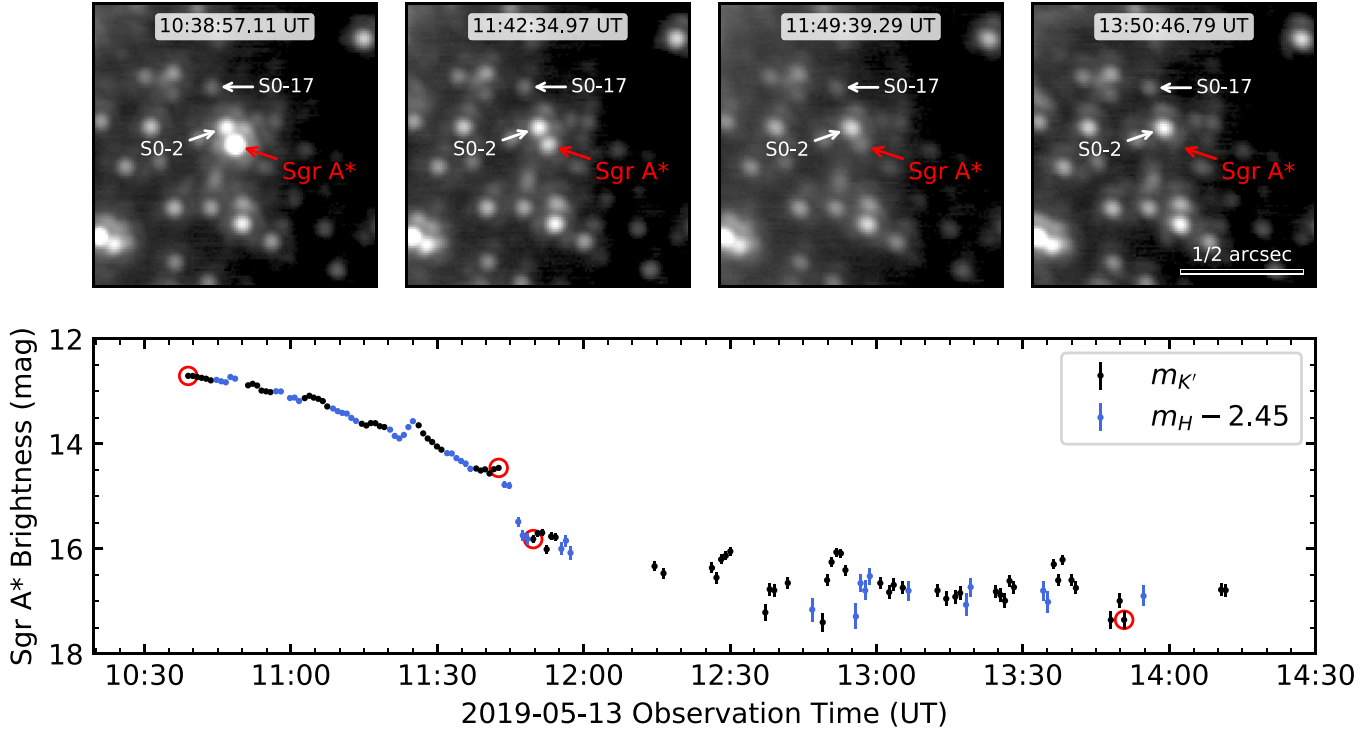 10:38:57.11 UT
11:42:34.97 UT
11:49:39.29 UT
13:50:46.79 UT
S0-17
S0-17
S0-17
S0-17
S0-2
S0-2
S0-2
S0-2
Sgr A*
Sgr A*
Sgr A*
Sgr A*
1/2 arcsec
Sgr A* Brightness (mag)
12
14
16
18
m_{K'}
m_H − 2.45
10:30
11:00
11:30
12:00
12:30
13:00
13:30
14:00
14:30
2019-05-13 Observation Time (UT)